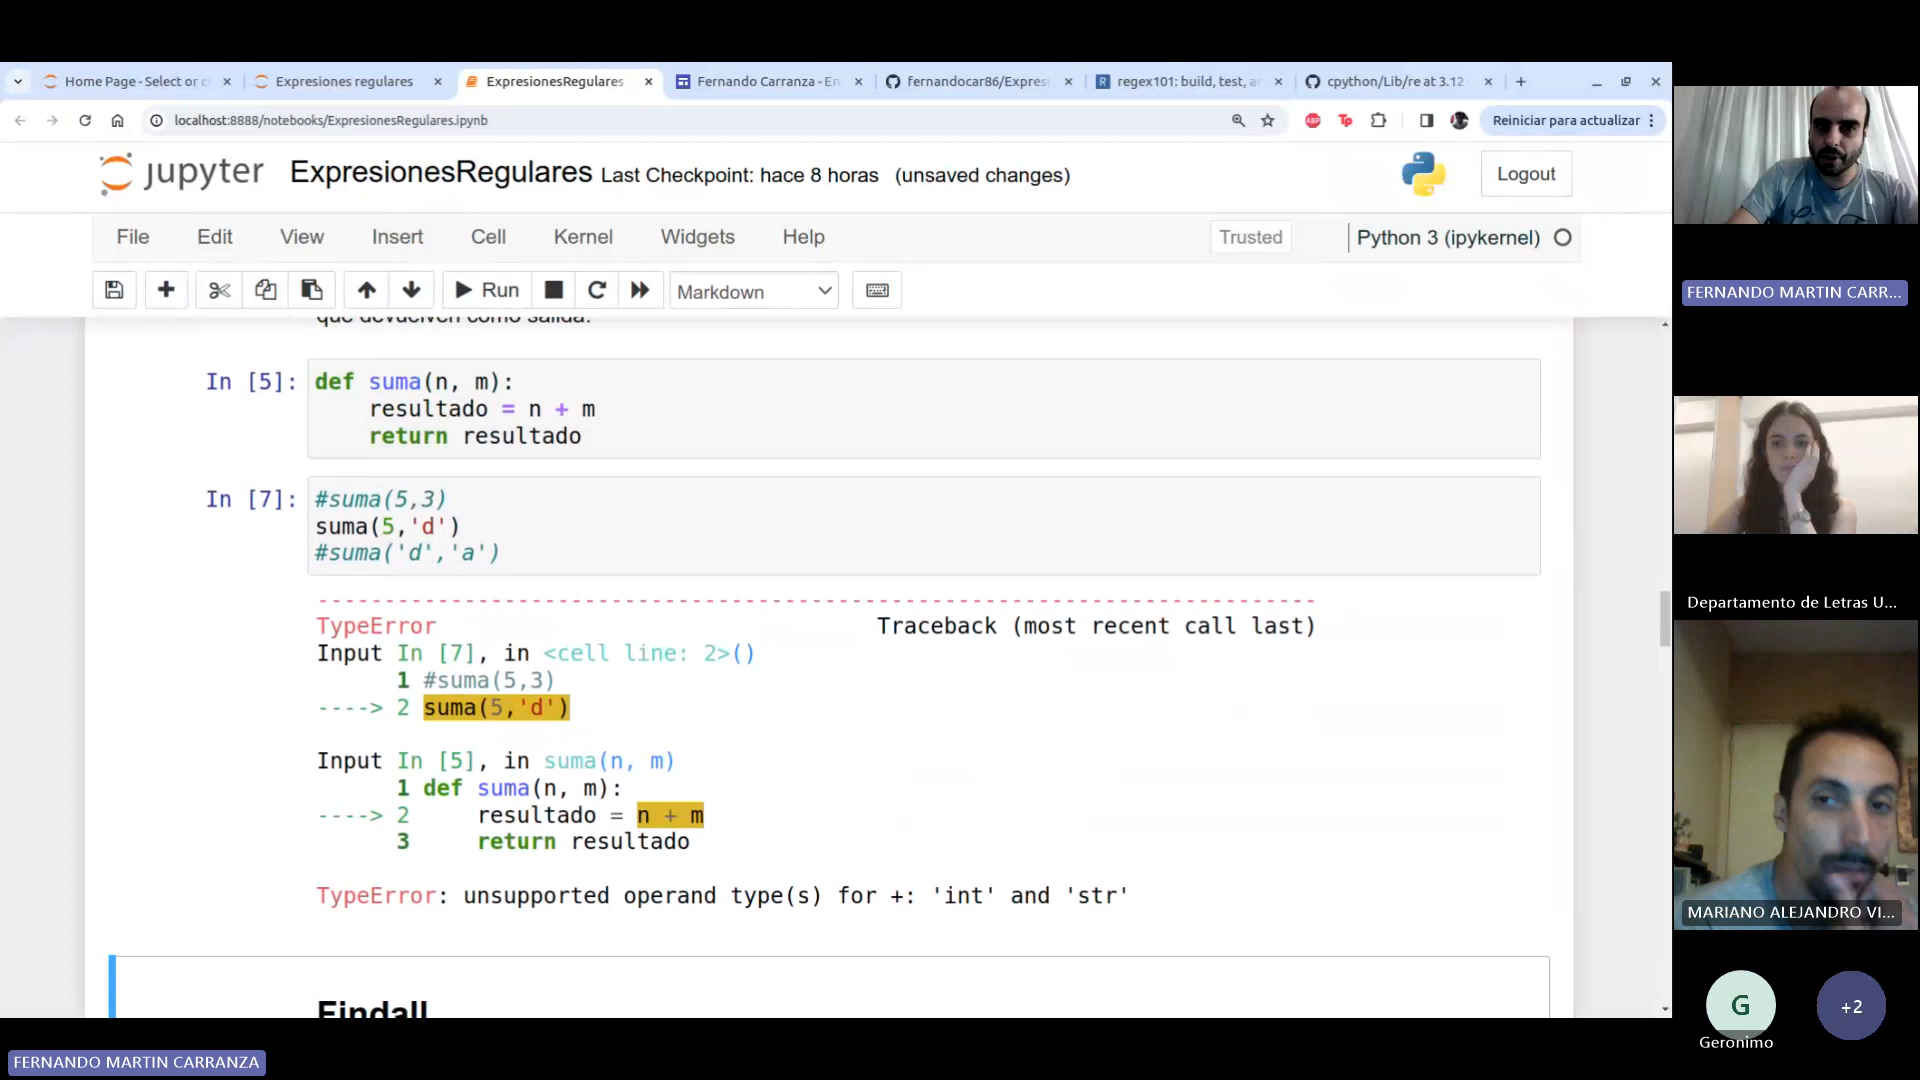 Home Page - Select or c
Expresiones regulares
ExpresionesRegulares
Fernando Carranza - En
fernandocar86/Expres
regex101: build, test, a
cpython/Lib/re at 3.12
localhost:8888/notebooks/ExpresionesRegulares.ipynb
ABP
Tp
Reiniciar para actualizar
jupyter
ExpresionesRegulares Last Checkpoint: hace 8 horas (unsaved changes)
Logout
File Edit View Insert Cell Kernel Widgets Help
Trusted
Python 3 (ipykernel)
Run
Markdown
que devuelven como salida.
In [5]:
def suma(n, m):
    resultado = n + m
    return resultado
In [7]:
#suma(5,3)
suma(5,'d')
#suma('d','a')
---------------------------------------------------------------------------
TypeError                                 Traceback (most recent call last)
Input In [7], in <cell line: 2>()
      1 #suma(5,3)
----> 2 suma(5,'d')
Input In [5], in suma(n, m)
      1 def suma(n, m):
----> 2     resultado = n + m
      3     return resultado
TypeError: unsupported operand type(s) for +: 'int' and 'str'
Findall
FERNANDO MARTIN CARR...
Departamento de Letras U...
MARIANO ALEJANDRO VI...
G
+2
Geronimo
FERNANDO MARTIN CARRANZA